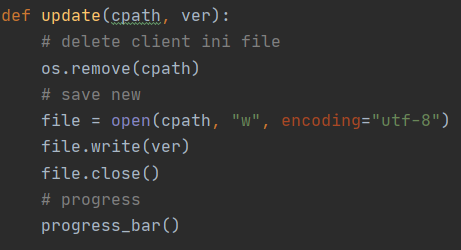 def update(cpath, ver):
    # delete client ini file
    os.remove(cpath)
    # save new
    file = open(cpath, "w", encoding="utf-8")
    file.write(ver)
    file.close()
    # progress
    progress_bar()